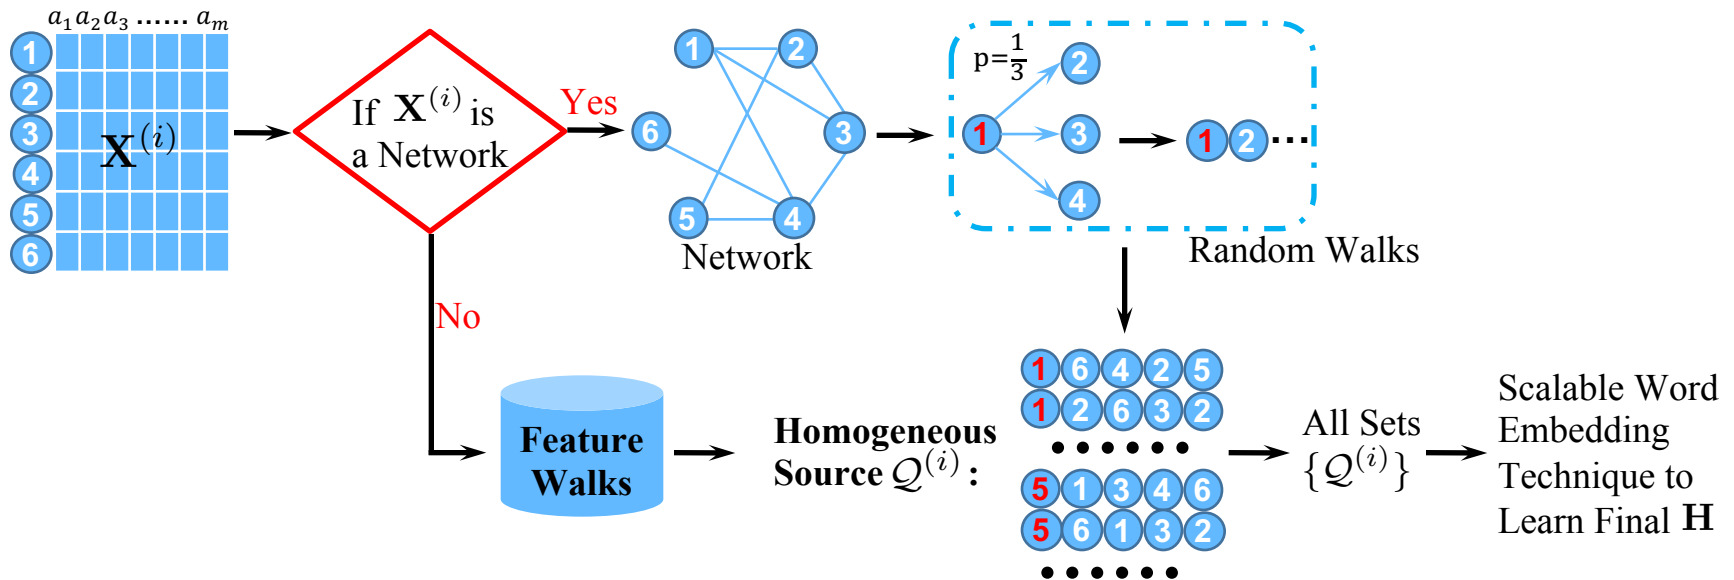 a₁ a₂ a₃ ...... aₘ
1
2
3
4
5
6
X⁽ⁱ⁾
If X⁽ⁱ⁾ is
a Network
Yes
No
1
2
3
4
5
6
Network
p=1/3
1
2
3
4
1 2 ...
Random Walks
Feature
Walks
Homogeneous
Source 𝒬⁽ⁱ⁾ :
1 6 4 2 5
1 2 6 3 2
......
5 1 3 4 6
5 6 1 3 2
......
All Sets
{𝒬⁽ⁱ⁾}
Scalable Word
Embedding
Technique to
Learn Final H